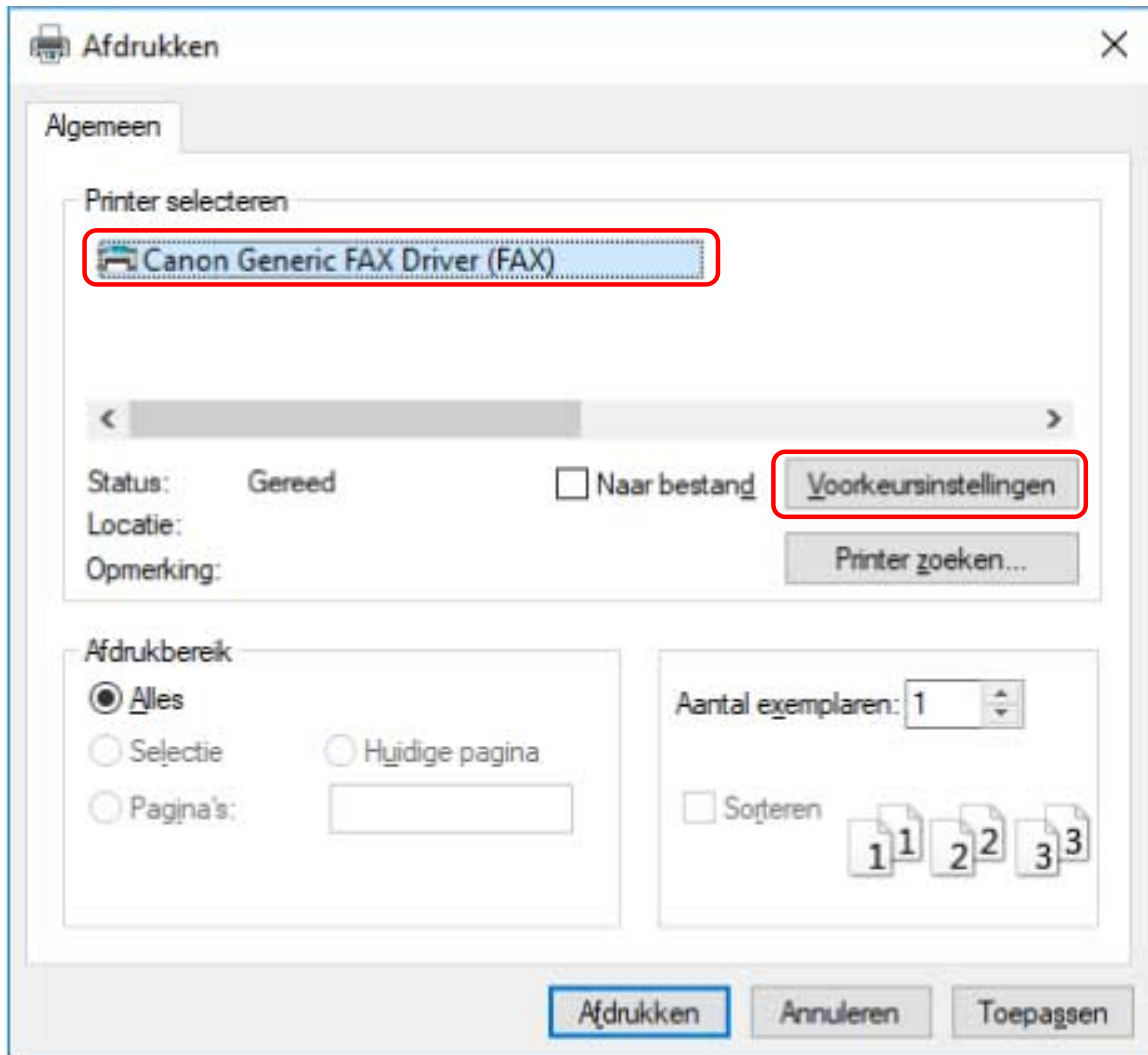 Afdrukken
Algemeen
Printer selecteren
Canon Generic FAX Driver (FAX)
Status: Gereed Naar bestand Voorkeursinstellingen
Locatie:
Opmerking: Printer zoeken...
Afdrukbereik
Alles
Selectie Huidige pagina
Pagina's:
Aantal exemplaren: 1
Sorteren 1 1 2 2 3 3
Afdrukken Annuleren Toepassen